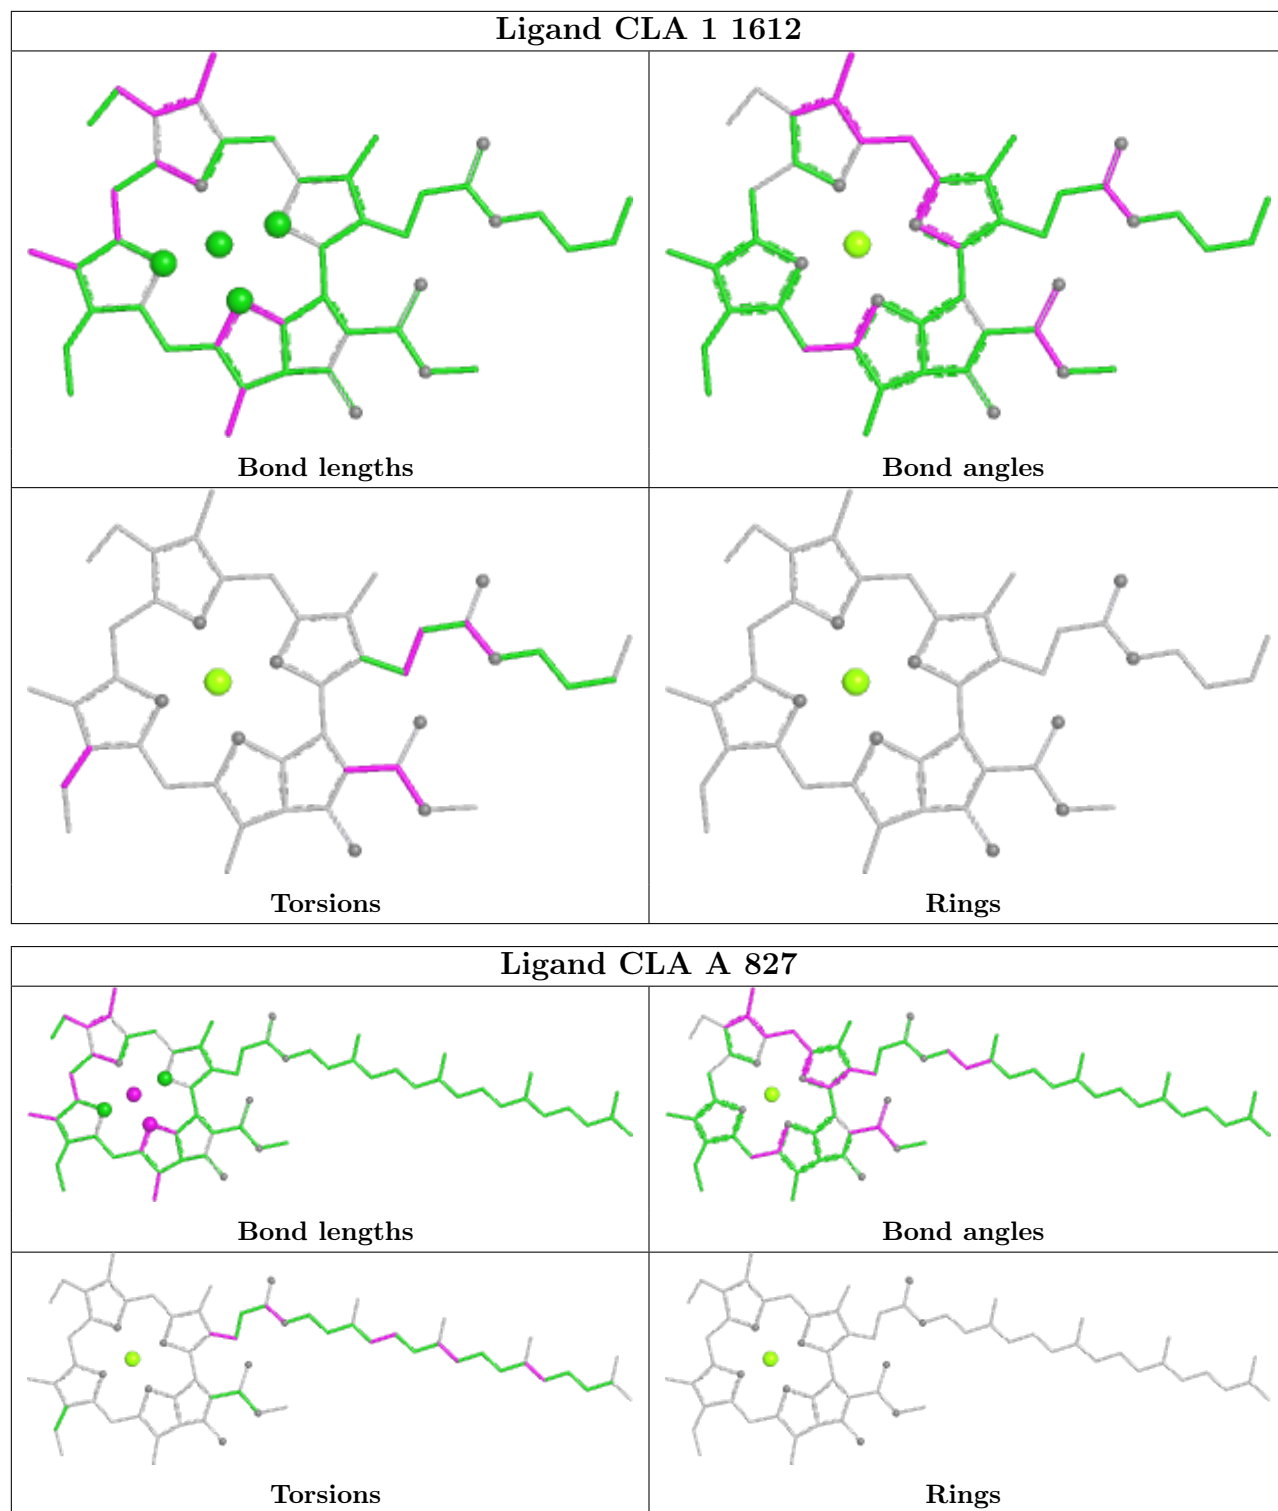 Ligand CLA 1 1612
Bond lengths
Bond angles
Torsions
Rings
Ligand CLA A 827
Bond lengths
Bond angles
Torsions
Rings